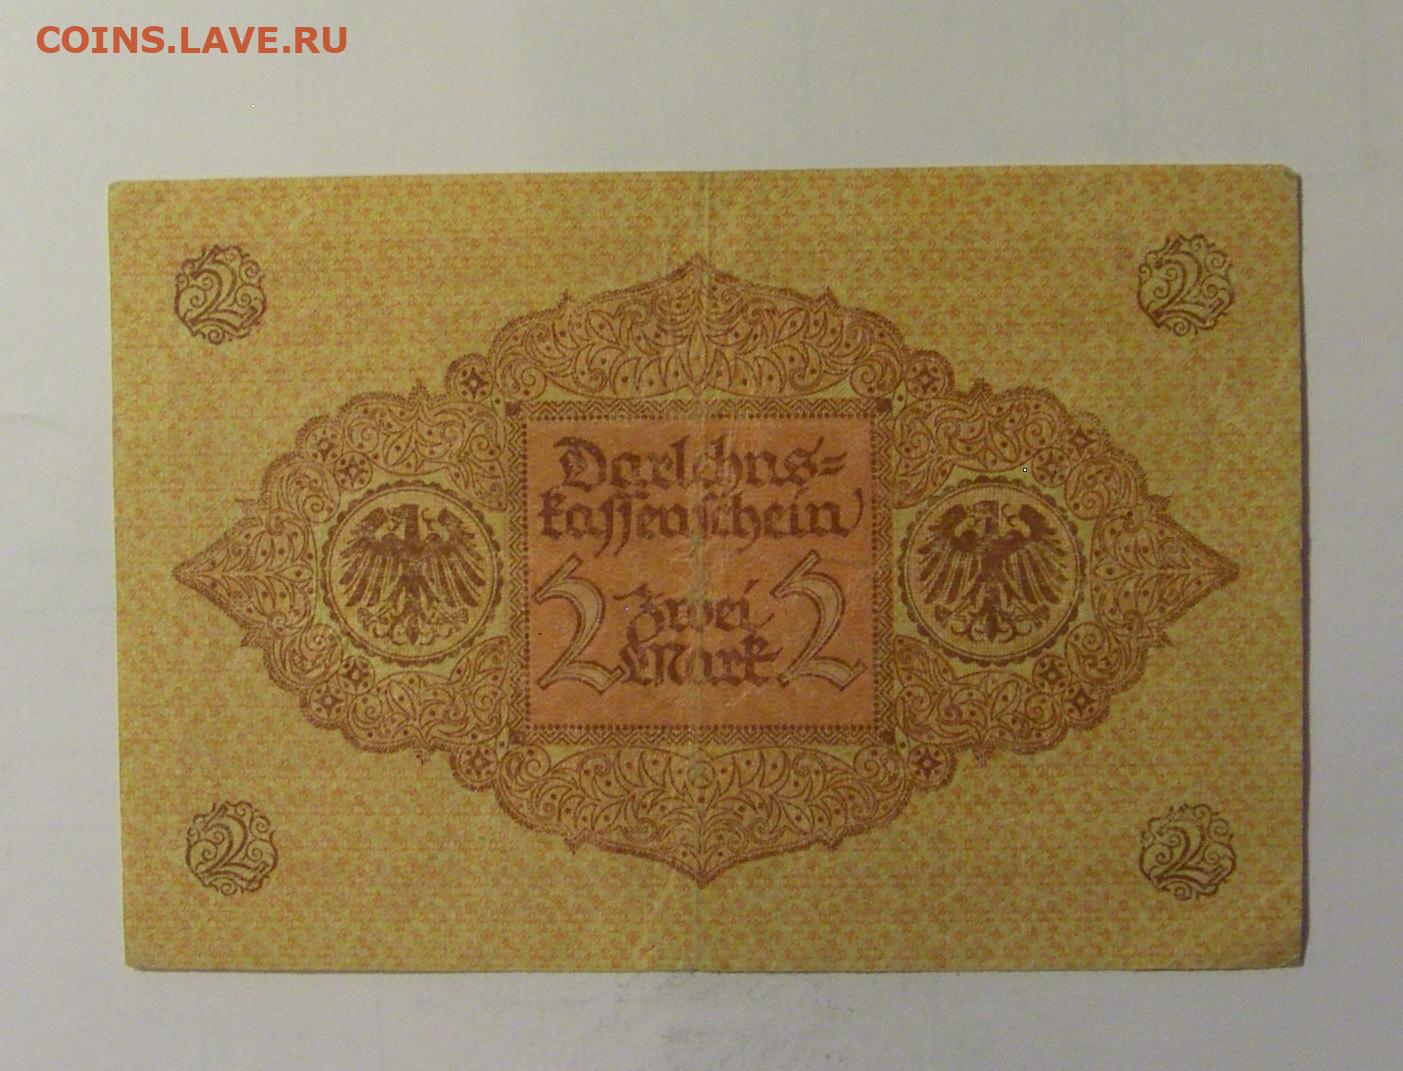 COINS.LAVE.RU
2 2
Darlehns-
kassenschein
2 Zwei 2
Mark.
2 2